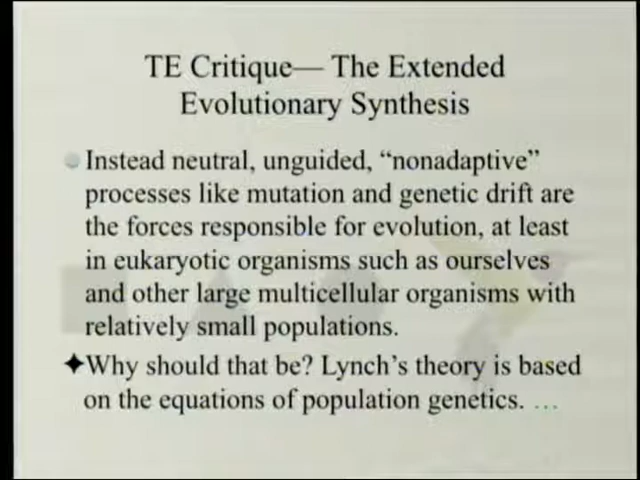 TE Critique— The Extended
Evolutionary Synthesis
Instead neutral, unguided, “nonadaptive”
processes like mutation and genetic drift are
the forces responsible for evolution, at least
in eukaryotic organisms such as ourselves
and other large multicellular organisms with
relatively small populations.
Why should that be? Lynch’s theory is based
on the equations of population genetics. …